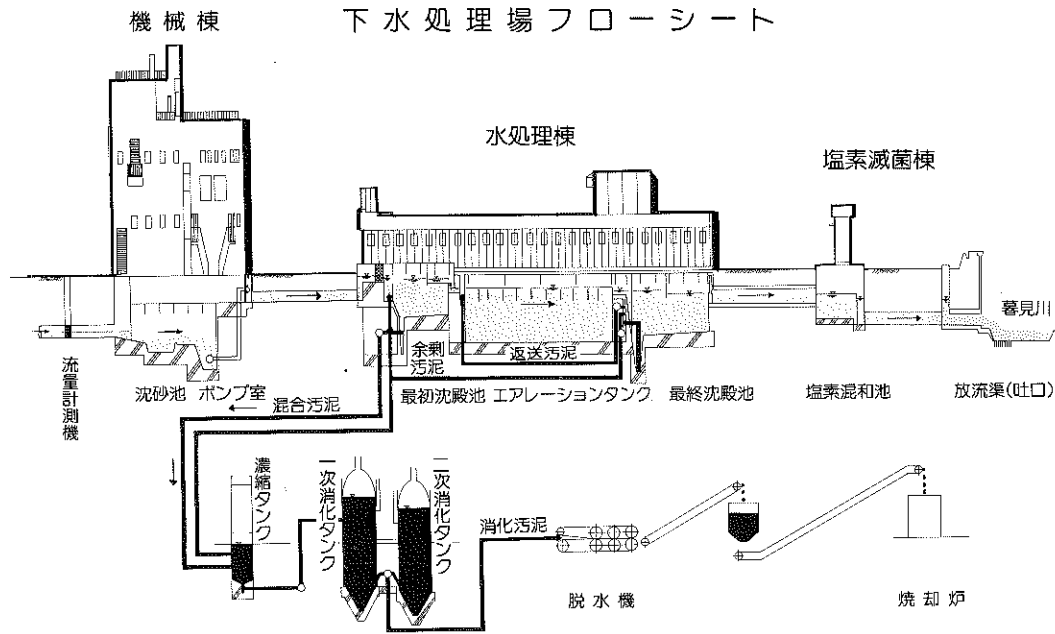 下水処理場フローシート
機械棟
水処理棟
塩素滅菌棟
暮見川
流量計測機
沈砂池
ポンプ室
余剰
汚泥
返送汚泥
最初沈殿池
エアレーションタンク
最終沈殿池
塩素混和池
放流渠(吐口)
混合汚泥
濃縮タンク
一次消化タンク
二次消化タンク
消化汚泥
脱水機
焼却炉